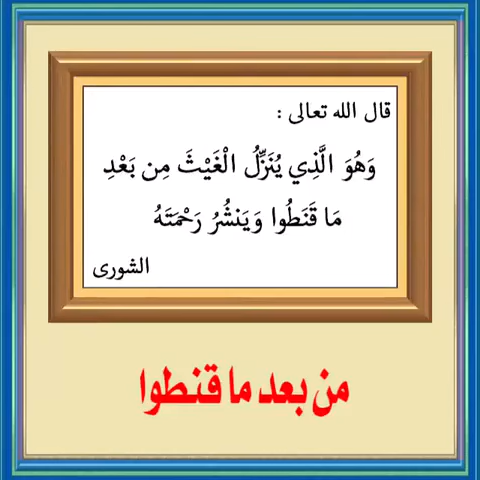 قال الله تعالى :
وَهُوَ الَّذِي يُنَزِّلُ الْغَيْثَ مِن بَعْدِ
مَا قَنَطُوا وَيَنشُرُ رَحْمَتَهُ
الشورى
من بعد ما قنطوا